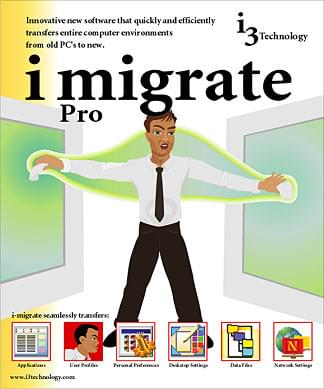 Innovative new software that quickly and efficiently
transfers entire computer environments
from old PC's to new.
i3 Technology
i migrate
Pro
i-migrate seamlessly transfers:
Applications
User Profiles
Personal Preferences
Desktop Settings
Data Files
Network Settings
N
www.i3technology.com